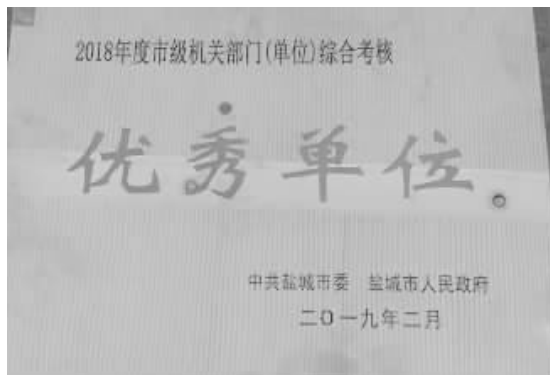 2018年度市级机关部门(单位)综合考核
优秀单位
中共盐城市委 盐城市人民政府
二〇一九年二月